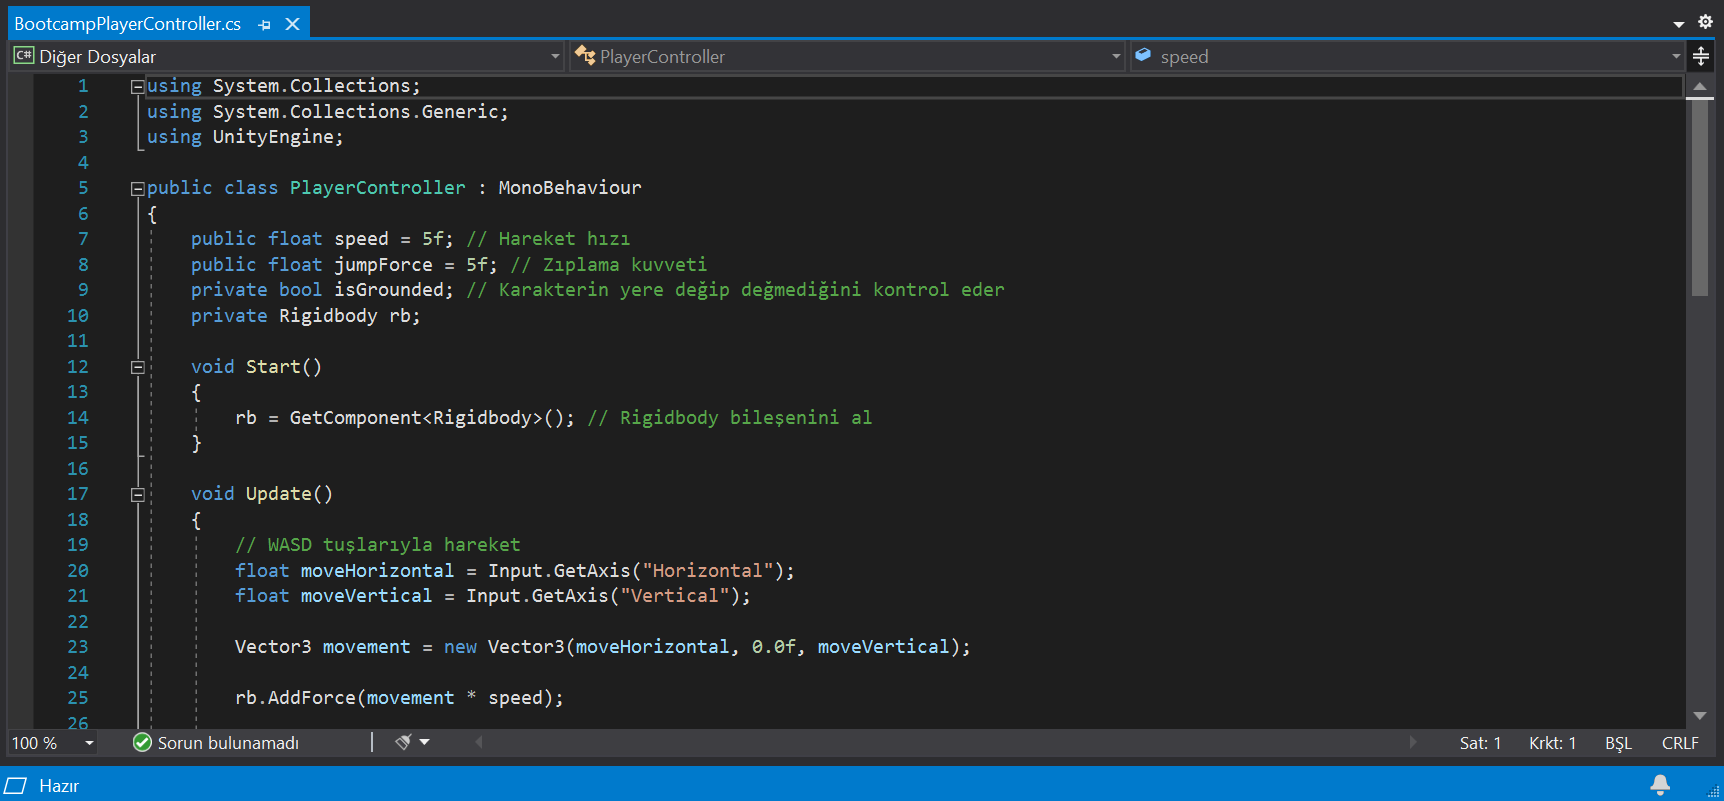 BootcampPlayerController.cs
C# Diğer Dosyalar PlayerController speed
1 using System.Collections;
2 using System.Collections.Generic;
3 using UnityEngine;
4
5 public class PlayerController : MonoBehaviour
6 {
7 public float speed = 5f; // Hareket hızı
8 public float jumpForce = 5f; // Zıplama kuvveti
9 private bool isGrounded; // Karakterin yere değip değmediğini kontrol eder
10 private Rigidbody rb;
11
12 void Start()
13 {
14 rb = GetComponent<Rigidbody>(); // Rigidbody bileşenini al
15 }
16
17 void Update()
18 {
19 // WASD tuşlarıyla hareket
20 float moveHorizontal = Input.GetAxis("Horizontal");
21 float moveVertical = Input.GetAxis("Vertical");
22
23 Vector3 movement = new Vector3(moveHorizontal, 0.0f, moveVertical);
24
25 rb.AddForce(movement * speed);
26
100 % Sorun bulunamadı Sat: 1 Krkt: 1 BŞL CRLF
Hazır